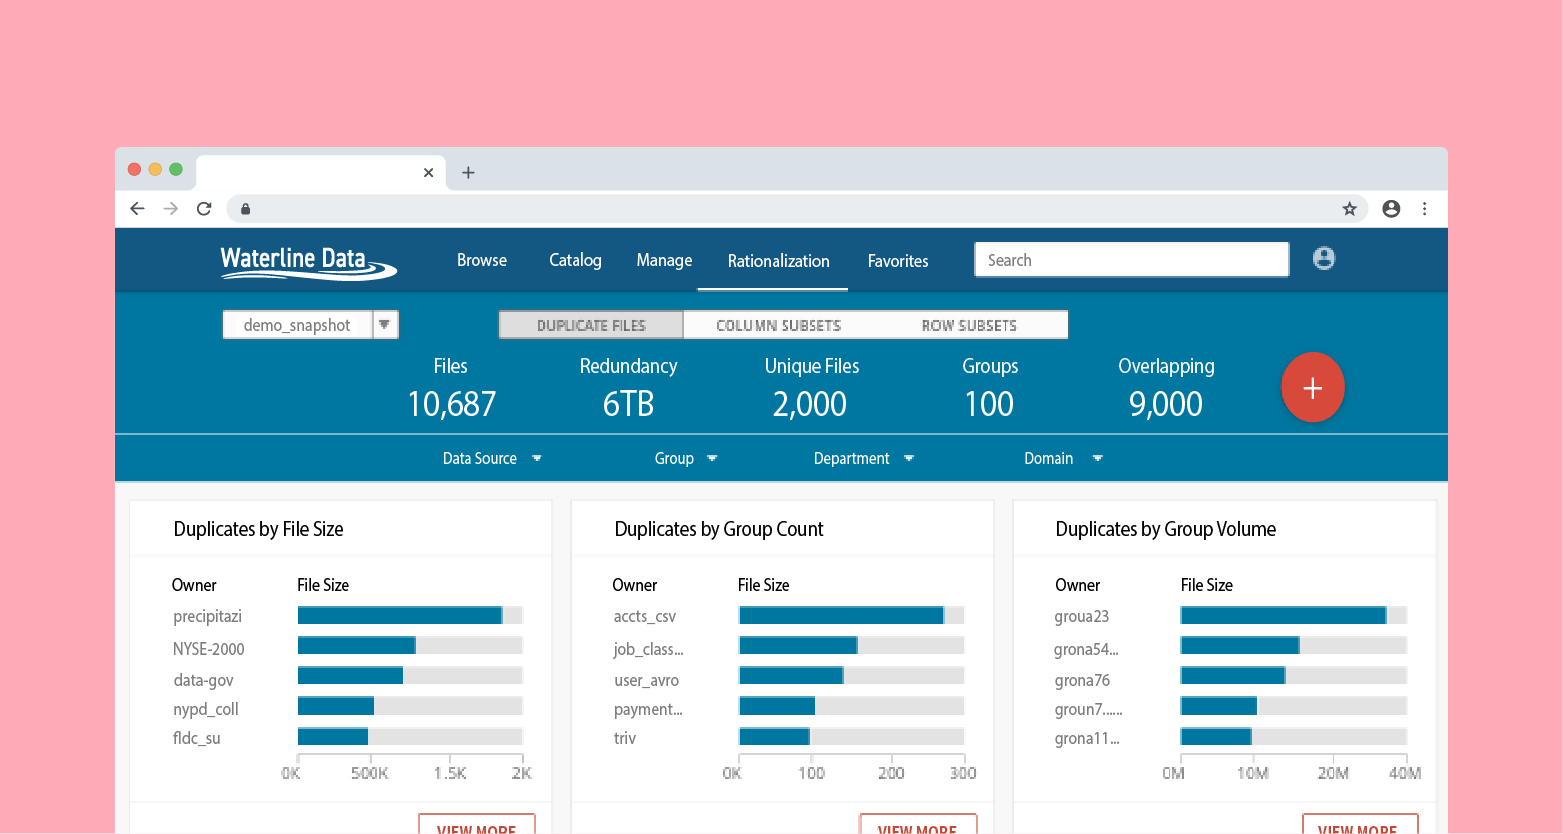 Waterline Data
Browse Catalog Manage Rationalization Favorites Search
demo_snapshot DUPLICATE FILES COLUMN SUBSETS ROW SUBSETS
Files Redundancy Unique Files Groups Overlapping
10,687 6TB 2,000 100 9,000 +
Data Source Group Department Domain
Duplicates by File Size
Owner File Size
precipitazi
NYSE-2000
data-gov
nypd_coll
fldc_su
0K 500K 1.5K 2K
VIEW MORE
Duplicates by Group Count
Owner File Size
accts_csv
job_class...
user_avro
payment...
triv
0K 100 200 300
VIEW MORE
Duplicates by Group Volume
Owner File Size
groua23
grona54...
grona76
groun7......
grona11...
0M 10M 20M 40M
VIEW MORE